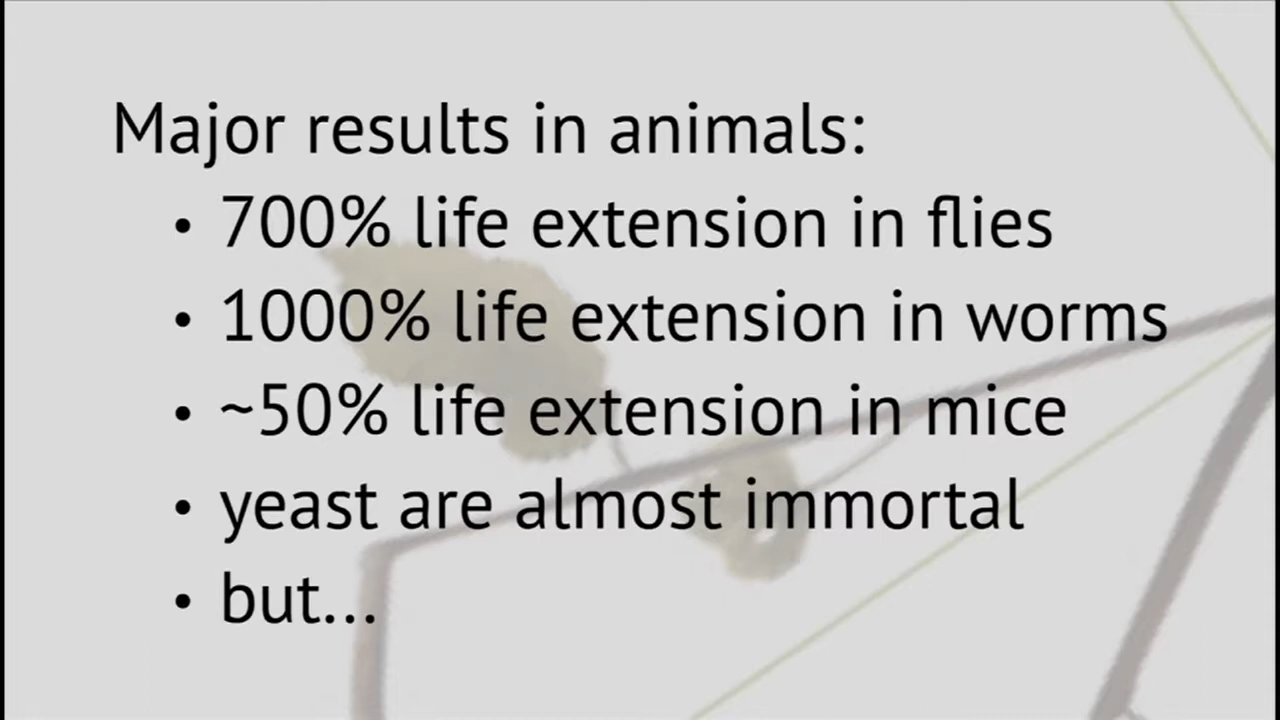 Major results in animals:
• 700% life extension in flies
• 1000% life extension in worms
• ~50% life extension in mice
• yeast are almost immortal
• but...